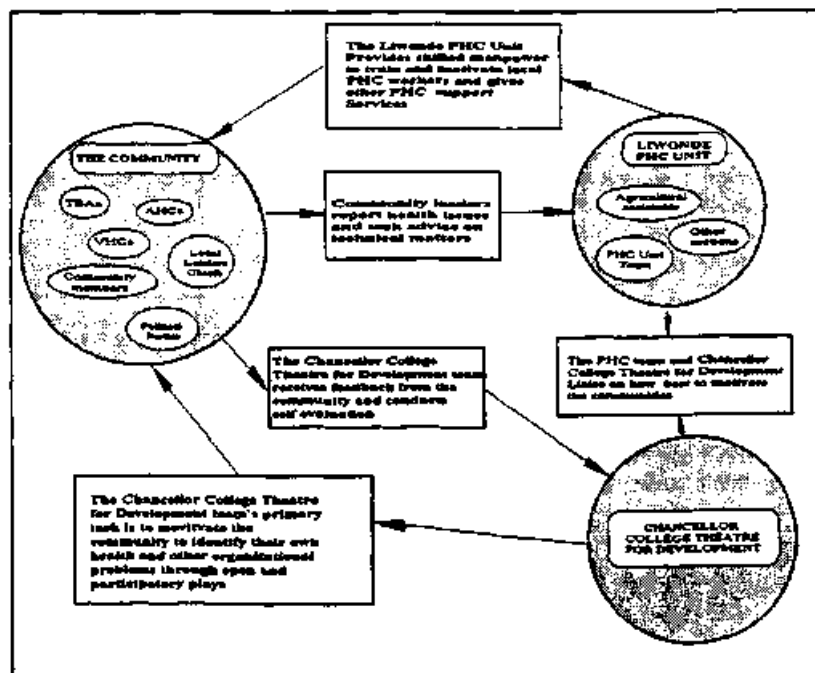 The Liwonde PHC Unit
Provides skilled manpower
to train and motivate local
PHC workers and gives
other PHC support
Services
THE COMMUNITY
TBAs
AHCs
VHCs
Local
Leaders
Community
members
Political
Parties
LIWONDE
PHC UNIT
Agricultural
Other
PHC Unit
Team
Community leaders
report health issues
and seek advise on
technical matters
The Chancellor College
Theatre for Development team
receives feedback from the
community and conducts
self evaluation
The PHC team and Chancellor
College Theatre for Development
Liaise on how best to motivate
the communities
The Chancellor College Theatre
for Development team's primary
task is to motivate the
community to identify their own
health and other organizational
problems through open and
participatory plays
CHANCELLOR
COLLEGE THEATRE
FOR DEVELOPMENT